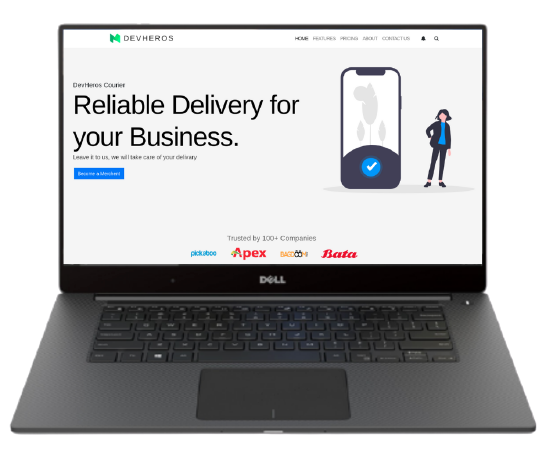 DEVHEROS
HOME FEATURES PRICING ABOUT CONTACT US
DevHeros Courier
Reliable Delivery for
your Business.
Leave it to us, we will take care of your delivery
Become a Merchant
Trusted by 100+ Companies
pickaboo Apex BAGDOOM Bata
DELL